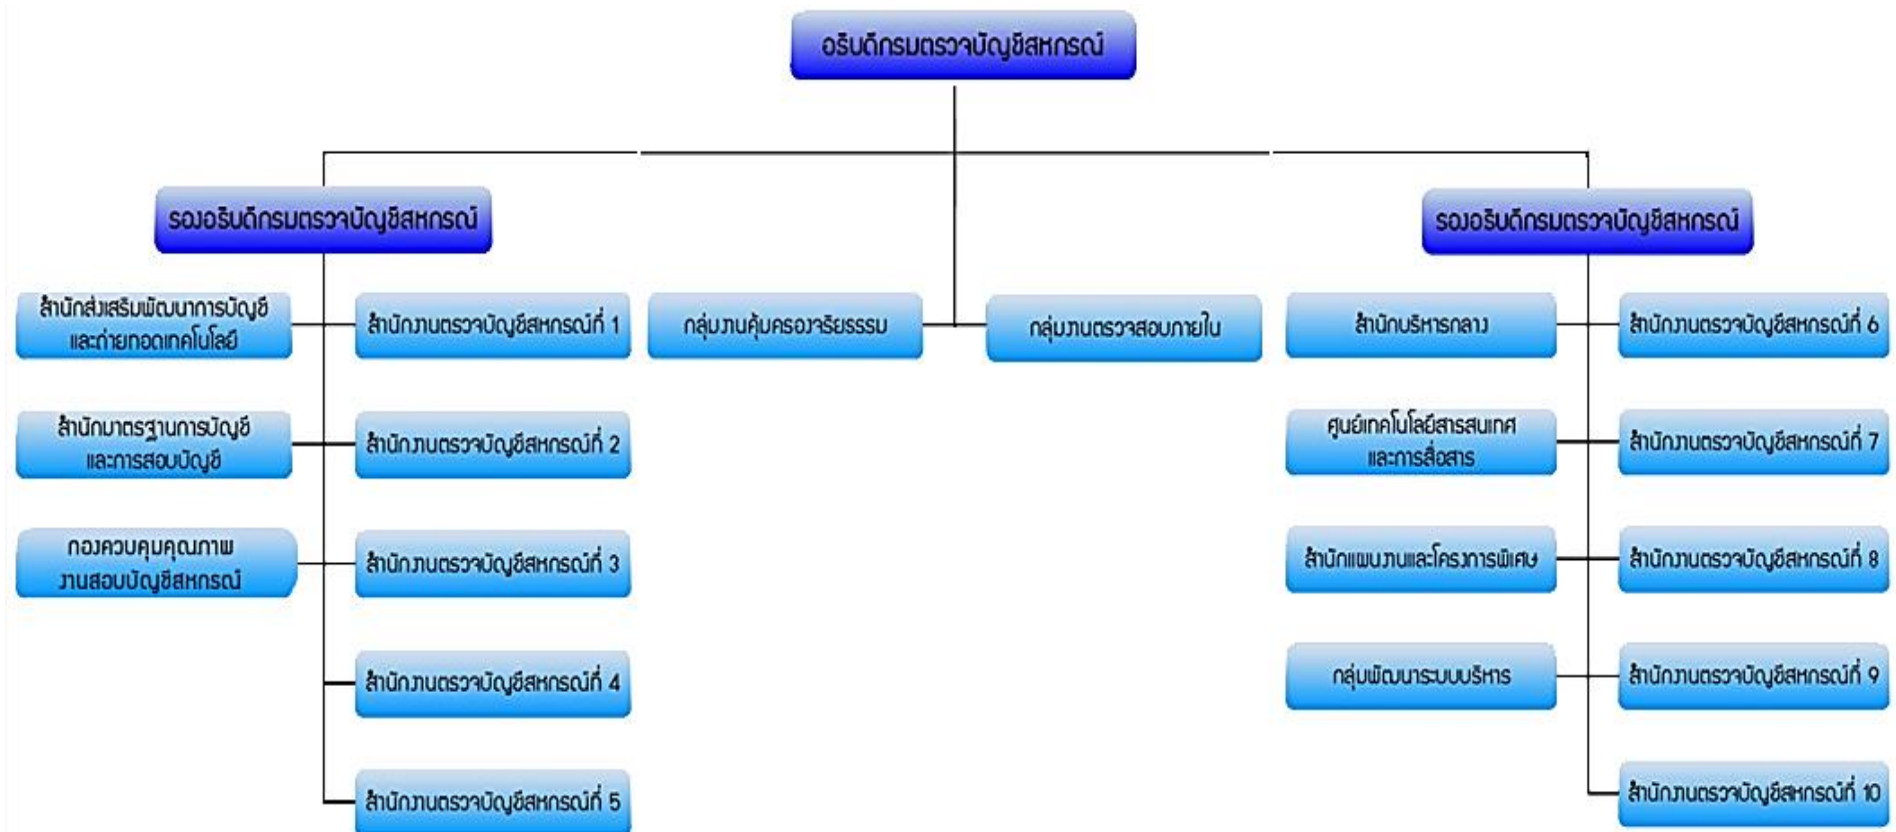 อธิบดีกรมตรวจบัญชีสหกรณ์
รองอธิบดีกรมตรวจบัญชีสหกรณ์
รองอธิบดีกรมตรวจบัญชีสหกรณ์
สำนักส่งเสริมพัฒนาการบัญชี
และถ่ายทอดเทคโนโลยี
สำนักงานตรวจบัญชีสหกรณ์ที่ 1
กลุ่มงานคุ้มครองจริยธรรม
กลุ่มงานตรวจสอบภายใน
สำนักบริหารกลาง
สำนักงานตรวจบัญชีสหกรณ์ที่ 6
สำนักมาตรฐานการบัญชี
และการสอบบัญชี
สำนักงานตรวจบัญชีสหกรณ์ที่ 2
ศูนย์เทคโนโลยีสารสนเทศ
และการสื่อสาร
สำนักงานตรวจบัญชีสหกรณ์ที่ 7
กองควบคุมคุณภาพ
งานสอบบัญชีสหกรณ์
สำนักงานตรวจบัญชีสหกรณ์ที่ 3
สำนักแผนงานและโครงการพิเศษ
สำนักงานตรวจบัญชีสหกรณ์ที่ 8
สำนักงานตรวจบัญชีสหกรณ์ที่ 4
กลุ่มพัฒนาระบบบริหาร
สำนักงานตรวจบัญชีสหกรณ์ที่ 9
สำนักงานตรวจบัญชีสหกรณ์ที่ 5
สำนักงานตรวจบัญชีสหกรณ์ที่ 10